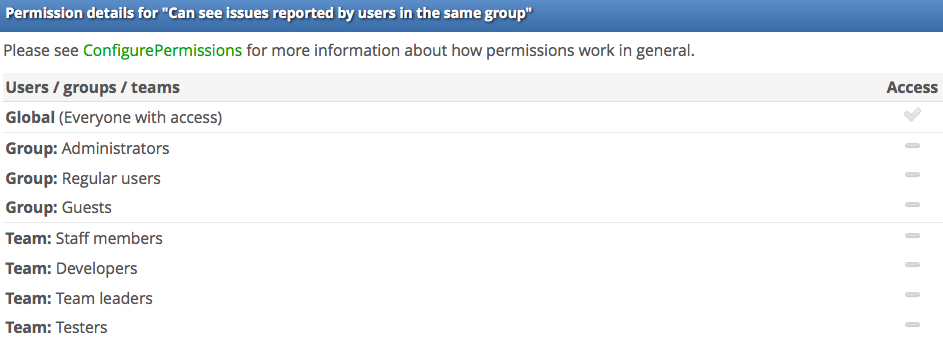 Permission details for "Can see issues reported by users in the same group"
Please see ConfigurePermissions for more information about how permissions work in general.
Users / groups / teams Access
Global (Everyone with access)
Group: Administrators
Group: Regular users
Group: Guests
Team: Staff members
Team: Developers
Team: Team leaders
Team: Testers